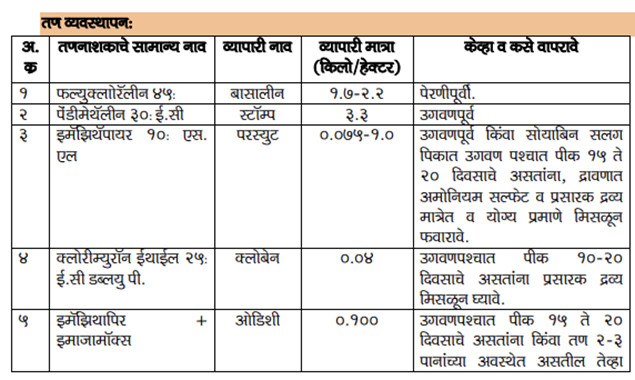 तण व्यवस्थापन:
अ. क्र तणनाशकाचे सामान्य नाव व्यापारी नाव व्यापारी मात्रा (किलो/हेक्टर) केव्हा व कसे वापरावे
१ फल्युक्लोरॅलीन ४५: बासालीन १.७-२.२ पेरणीपूर्वी.
२ पेंडीमेथॅलीन ३०: ई.सी स्टॉम्प ३.३ उगवणपूर्व
३ इमॅझिथॅपायर १०: एस. परस्युट ०.०७५-१.० उगवणपूर्व किंवा सोयाबिन सलग
एल पिकात उगवण पश्चात पीक १५ ते
२० दिवसाचे असतांना, द्रावणात
अमोनियम सल्फेट व प्रसारक द्रव्य
मात्रेत व योग्य प्रमाणे मिसळून
फवारावे.
४ क्लोरीम्युरॉन ईथाईल २५: क्लोबेन ०.०४ उगवणपश्चात पीक १०-२०
ई.सी डब्लयु पी. दिवसाचे असतांना प्रसारक द्रव्य
मिसळून घ्यावे.
५ इमॅझिथापिर + ओडिशी ०.१०० उगवणपश्चात पीक १५ ते २०
इमाजामॉक्स दिवसाचे असतांना किंवा तण २-३
पानांच्या अवस्थेत असतील तेव्हा